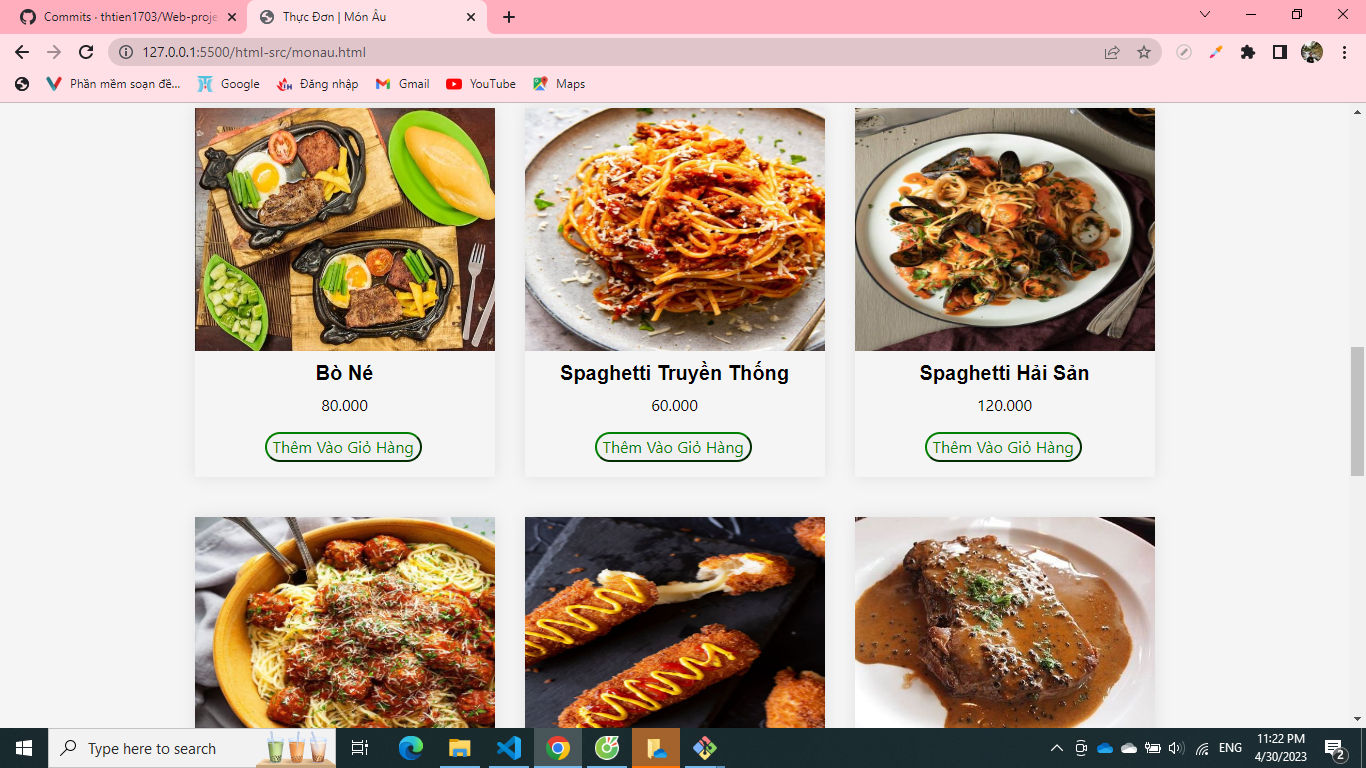 Commits · thtien1703/Web-proje
Thực Đơn | Món Âu
127.0.0.1:5500/html-src/monau.html
Phần mềm soạn đề...
Google
Đăng nhập
Gmail
YouTube
Maps
Bò Né
Spaghetti Truyền Thống
Spaghetti Hải Sản
80.000
60.000
120.000
Thêm Vào Giỏ Hàng
Thêm Vào Giỏ Hàng
Thêm Vào Giỏ Hàng
Type here to search
ENG
11:22 PM
4/30/2023
2